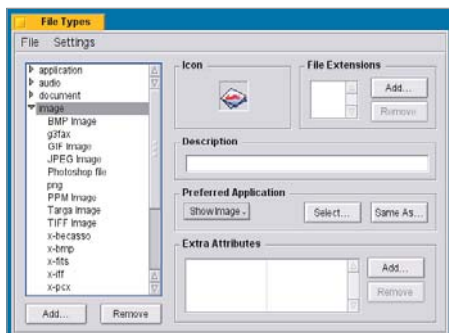 File Types
File Settings
application
audio
document
image
BMP Image
g3fax
GIF Image
JPEG Image
Photoshop file
png
PPM Image
Targa Image
TIFF Image
x-becasso
x-bmp
x-fits
x-iff
x-pcx
Add... Remove
Icon
File Extensions
Add...
Remove
Description
Preferred Application
ShowImage
Select... Same As...
Extra Attributes
Add...
Remove